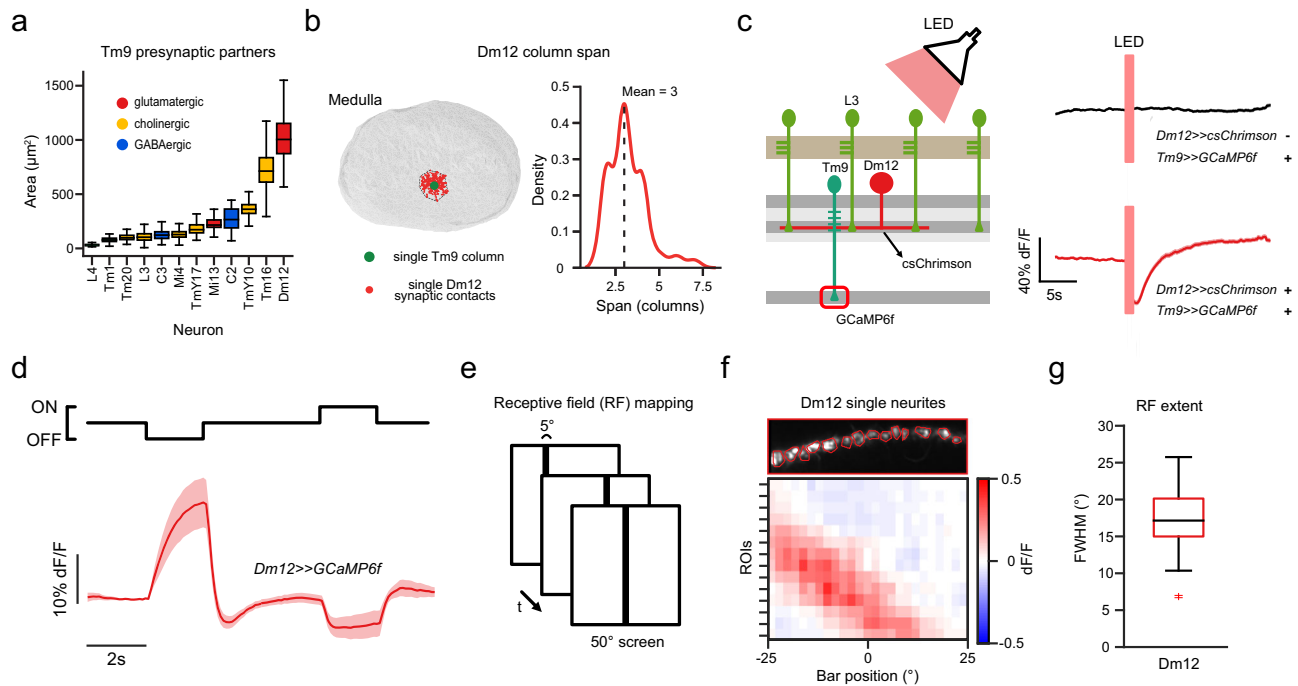 a
Tm9 presynaptic partners
1500
1000
500
0
Area (µm²)
glutamatergic
cholinergic
GABAergic
L4
Tm1
Tm20
L3
C3
Mi4
TmY17
Mi13
C2
TmY10
Tm16
Dm12
Neuron
b
Dm12 column span
Medulla
single Tm9 column
single Dm12
synaptic contacts
Mean = 3
0.5
0.4
0.3
0.2
0.1
0
Density
2.5
5
7.5
Span (columns)
c
LED
L3
Tm9
Dm12
csChrimson
GCaMP6f
LED
Dm12>>csChrimson -
Tm9>>GCaMP6f +
40% dF/F
5s
Dm12>>csChrimson +
Tm9>>GCaMP6f +
d
ON
OFF
10% dF/F
Dm12>>GCaMP6f
2s
e
Receptive field (RF) mapping
5°
t
50° screen
f
Dm12 single neurites
ROIs
-25
0
25
Bar position (°)
0.5
0
-0.5
dF/F
g
RF extent
30
25
20
15
10
5
0
FWHM (°)
Dm12